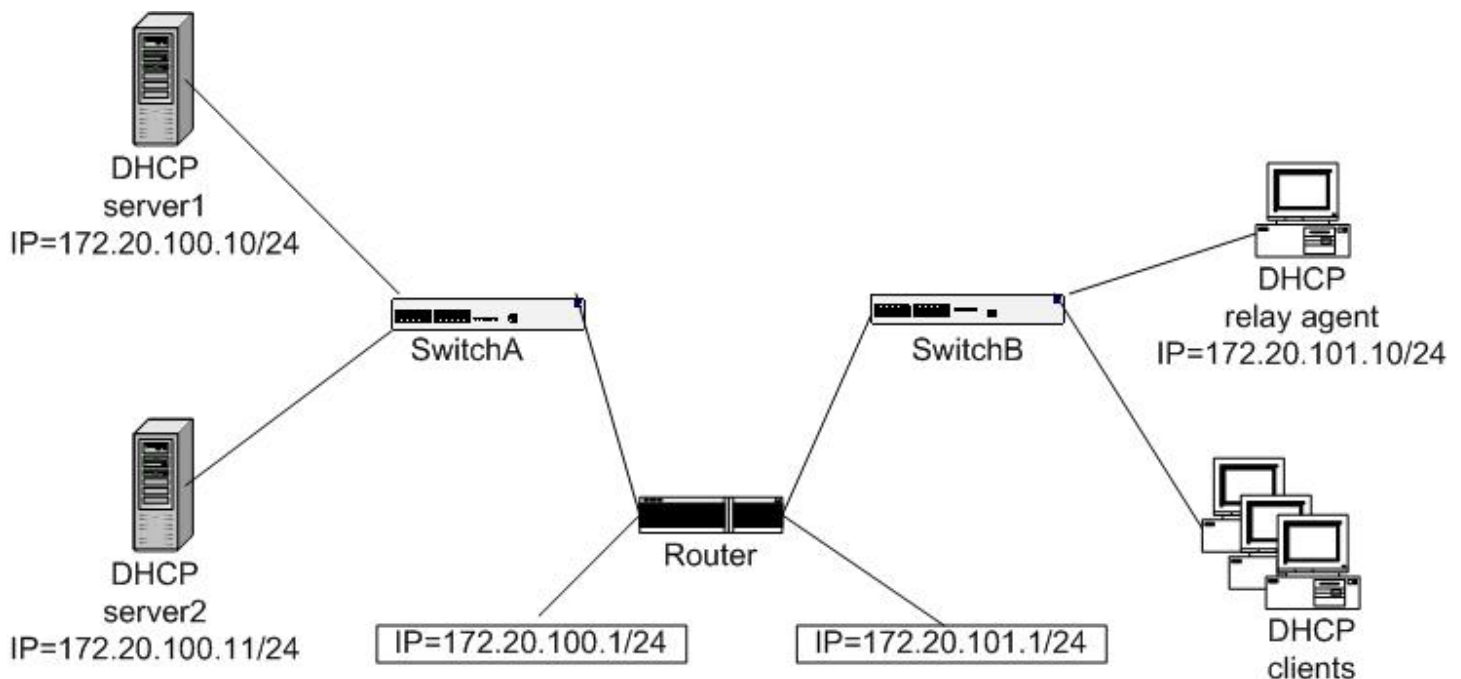 DHCP
server1
IP=172.20.100.10/24
DHCP
relay agent
IP=172.20.101.10/24
SwitchA
SwitchB
Router
DHCP
server2
IP=172.20.100.11/24
IP=172.20.100.1/24
IP=172.20.101.1/24
DHCP
clients